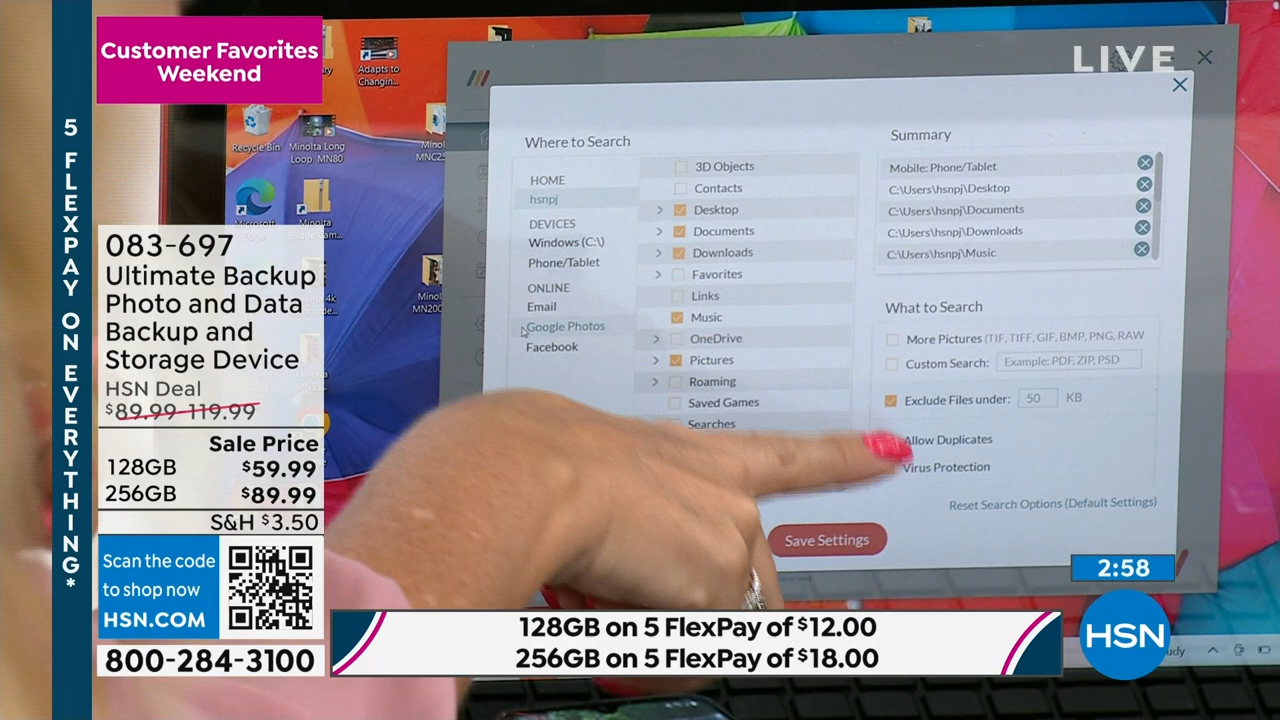 Customer Favorites
Weekend
5 FLEXPAY ON EVERYTHING*
083-697
Ultimate Backup
Photo and Data
Backup and
Storage Device
HSN Deal
$89.99-119.99
Sale Price
128GB $59.99
256GB $89.99
S&H $3.50
Scan the code
to shop now
HSN.COM
800-284-3100
Adapts to
Changin...
Recycle Bin
Minolta Long
Loop MN80
Minolta
LIVE
Where to Search
HOME
hsnpj
DEVICES
Windows (C:\)
Phone/Tablet
ONLINE
Email
Google Photos
Facebook
3D Objects
Contacts
Desktop
Documents
Downloads
Favorites
Links
Music
OneDrive
Pictures
Roaming
Saved Games
Searches
Summary
Mobile: Phone/Tablet
C:\Users\hsnpj\Desktop
C:\Users\hsnpj\Documents
C:\Users\hsnpj\Downloads
C:\Users\hsnpj\Music
What to Search
More Pictures (TIF, TIFF, GIF, BMP, PNG, RAW
Custom Search: Example: PDF, ZIP, PSD
Exclude Files under: 50 KB
Allow Duplicates
Virus Protection
Reset Search Options (Default Settings)
Save Settings
2:58
HSN
128GB on 5 FlexPay of $12.00
256GB on 5 FlexPay of $18.00